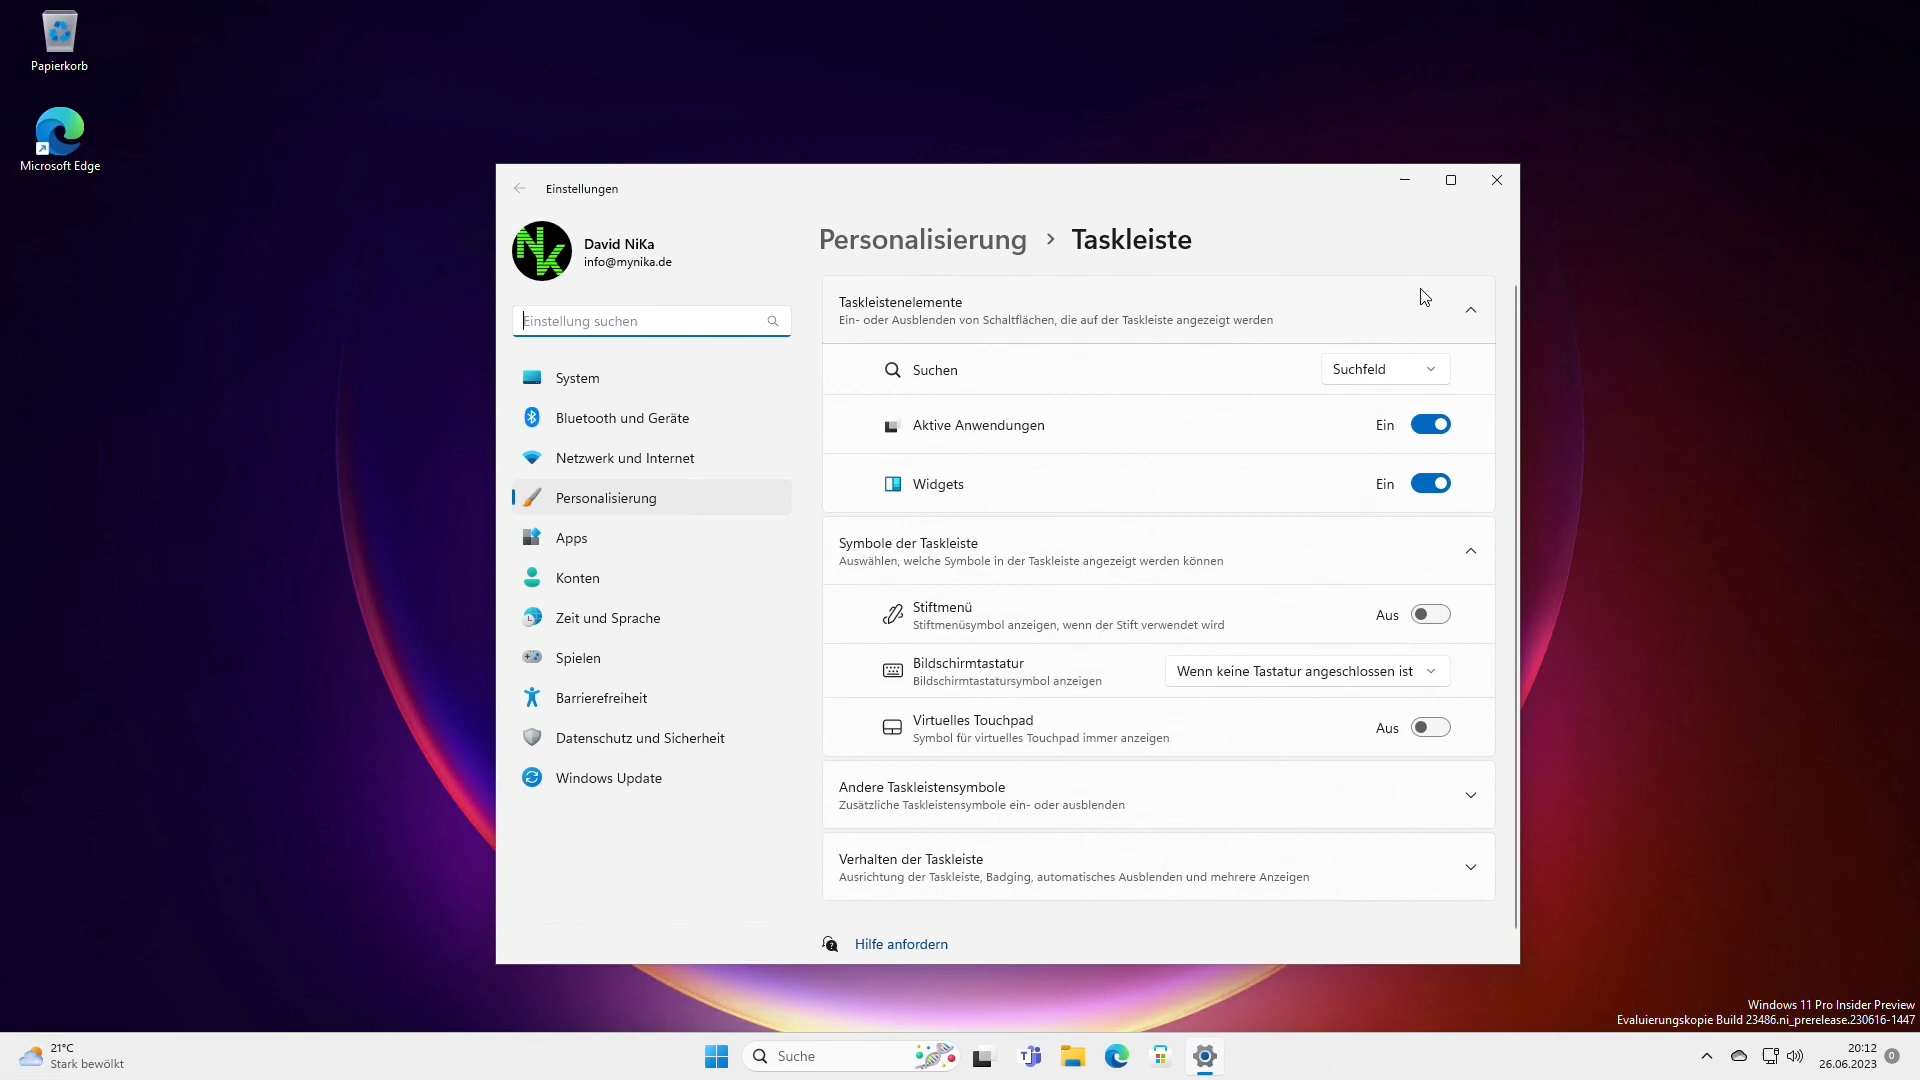 Papierkorb
Microsoft Edge
Einstellungen
David NiKa
info@mynika.de
Einstellung suchen
System
Bluetooth und Geräte
Netzwerk und Internet
Personalisierung
Apps
Konten
Zeit und Sprache
Spielen
Barrierefreiheit
Datenschutz und Sicherheit
Windows Update
Personalisierung › Taskleiste
Taskleistenelemente
Ein- oder Ausblenden von Schaltflächen, die auf der Taskleiste angezeigt werden
Suchen
Suchfeld
Aktive Anwendungen
Ein
Widgets
Ein
Symbole der Taskleiste
Auswählen, welche Symbole in der Taskleiste angezeigt werden können
Stiftmenü
Stiftmenüsymbol anzeigen, wenn der Stift verwendet wird
Aus
Bildschirmtastatur
Bildschirmtastatursymbol anzeigen
Wenn keine Tastatur angeschlossen ist
Virtuelles Touchpad
Symbol für virtuelles Touchpad immer anzeigen
Aus
Andere Taskleistensymbole
Zusätzliche Taskleistensymbole ein- oder ausblenden
Verhalten der Taskleiste
Ausrichtung der Taskleiste, Badging, automatisches Ausblenden und mehrere Anzeigen
Hilfe anfordern
Windows 11 Pro Insider Preview
Evaluierungskopie Build 23486.ni_prerelease.230616-1447
21°C
Stark bewölkt
Suche
20:12
26.06.2023
0